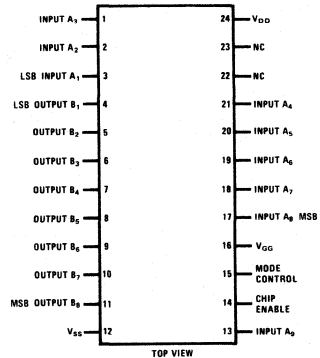 INPUT A₃ 1 24 V_DD
INPUT A₂ 2 23 NC
LSB INPUT A₁ 3 22 NC
LSB OUTPUT B₁ 4 21 INPUT A₄
OUTPUT B₂ 5 20 INPUT A₅
OUTPUT B₃ 6 19 INPUT A₆
OUTPUT B₄ 7 18 INPUT A₇
OUTPUT B₅ 8 17 INPUT A₈ MSB
OUTPUT B₆ 9 16 V_GG
OUTPUT B₇ 10 15 MODE CONTROL
MSB OUTPUT B₈ 11 14 CHIP ENABLE
V_SS 12 13 INPUT A₉
TOP VIEW